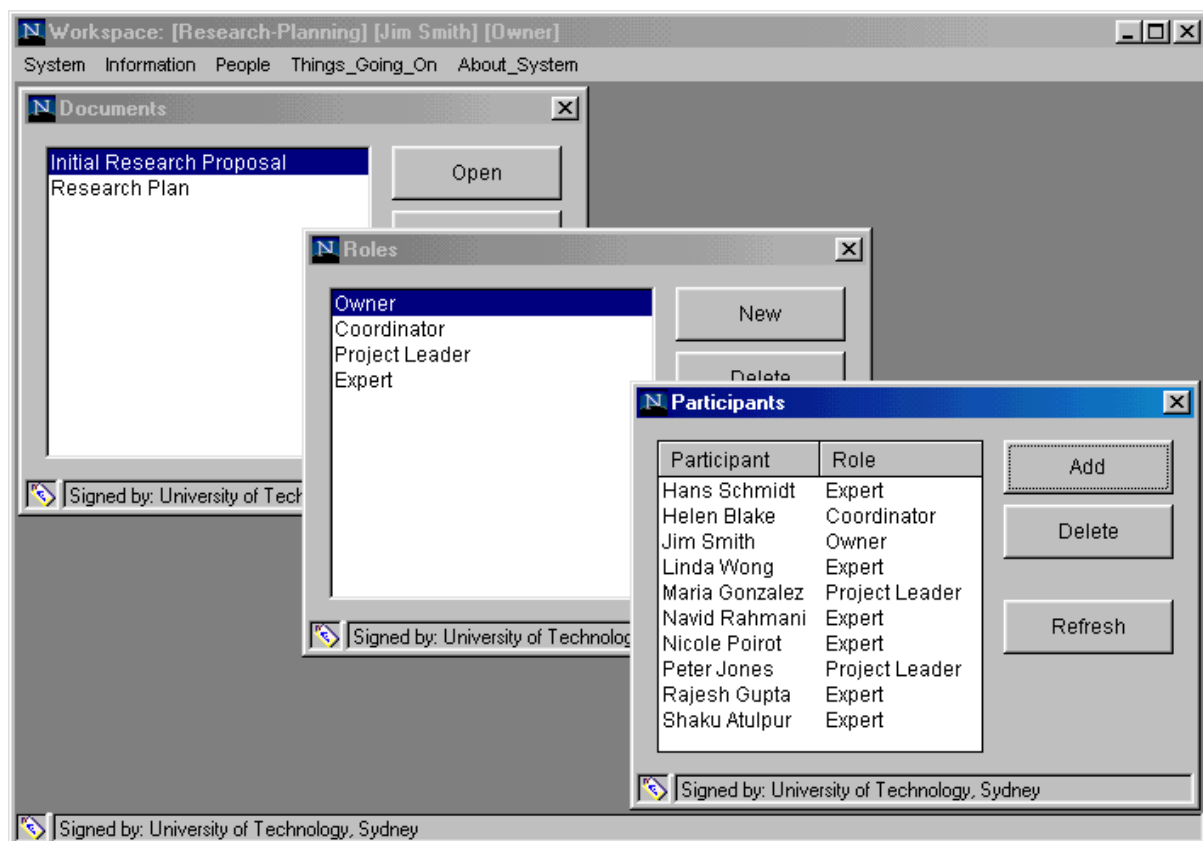 Workspace: [Research-Planning] [Jim Smith] [Owner]
System Information People Things_Going_On About_System
Documents
Initial Research Proposal
Research Plan
Open
Signed by: University of Tech
Roles
Owner
Coordinator
Project Leader
Expert
New
Delete
Signed by: University of Technolog
Participants
Participant Role
Hans Schmidt Expert
Helen Blake Coordinator
Jim Smith Owner
Linda Wong Expert
Maria Gonzalez Project Leader
Navid Rahmani Expert
Nicole Poirot Expert
Peter Jones Project Leader
Rajesh Gupta Expert
Shaku Atulpur Expert
Add
Delete
Refresh
Signed by: University of Technology, Sydney
Signed by: University of Technology, Sydney